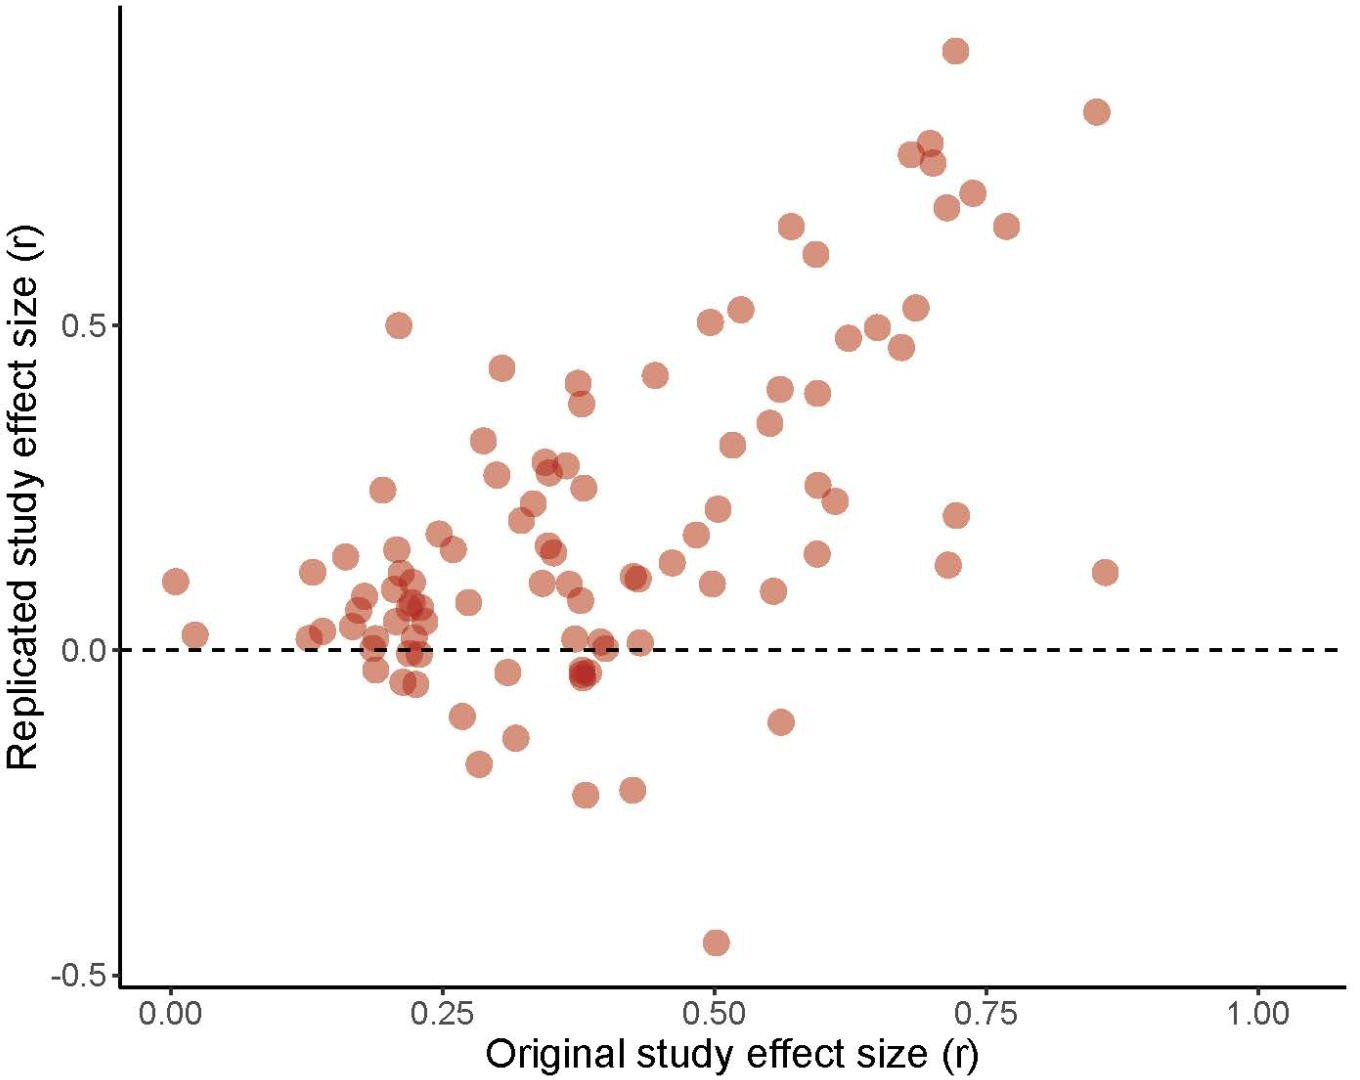 Replicated study effect size (r)
0.5
0.0
-0.5
0.00 0.25 0.50 0.75 1.00
Original study effect size (r)